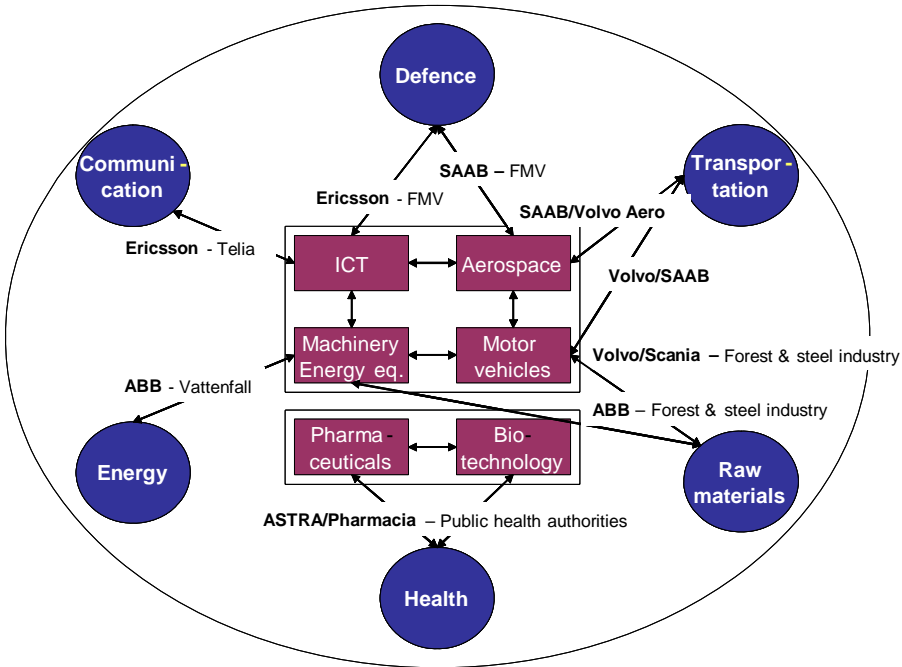 Defence
Communi-
cation
Transpor-
tation
SAAB – FMV
Ericsson - FMV
SAAB/Volvo Aero
Ericsson - Telia
ICT
Aerospace
Volvo/SAAB
Machinery
Energy eq.
Motor
vehicles
Volvo/Scania – Forest & steel industry
ABB - Vattenfall
ABB – Forest & steel industry
Pharma-
ceuticals
Bio-
technology
Energy
Raw
materials
ASTRA/Pharmacia – Public health authorities
Health